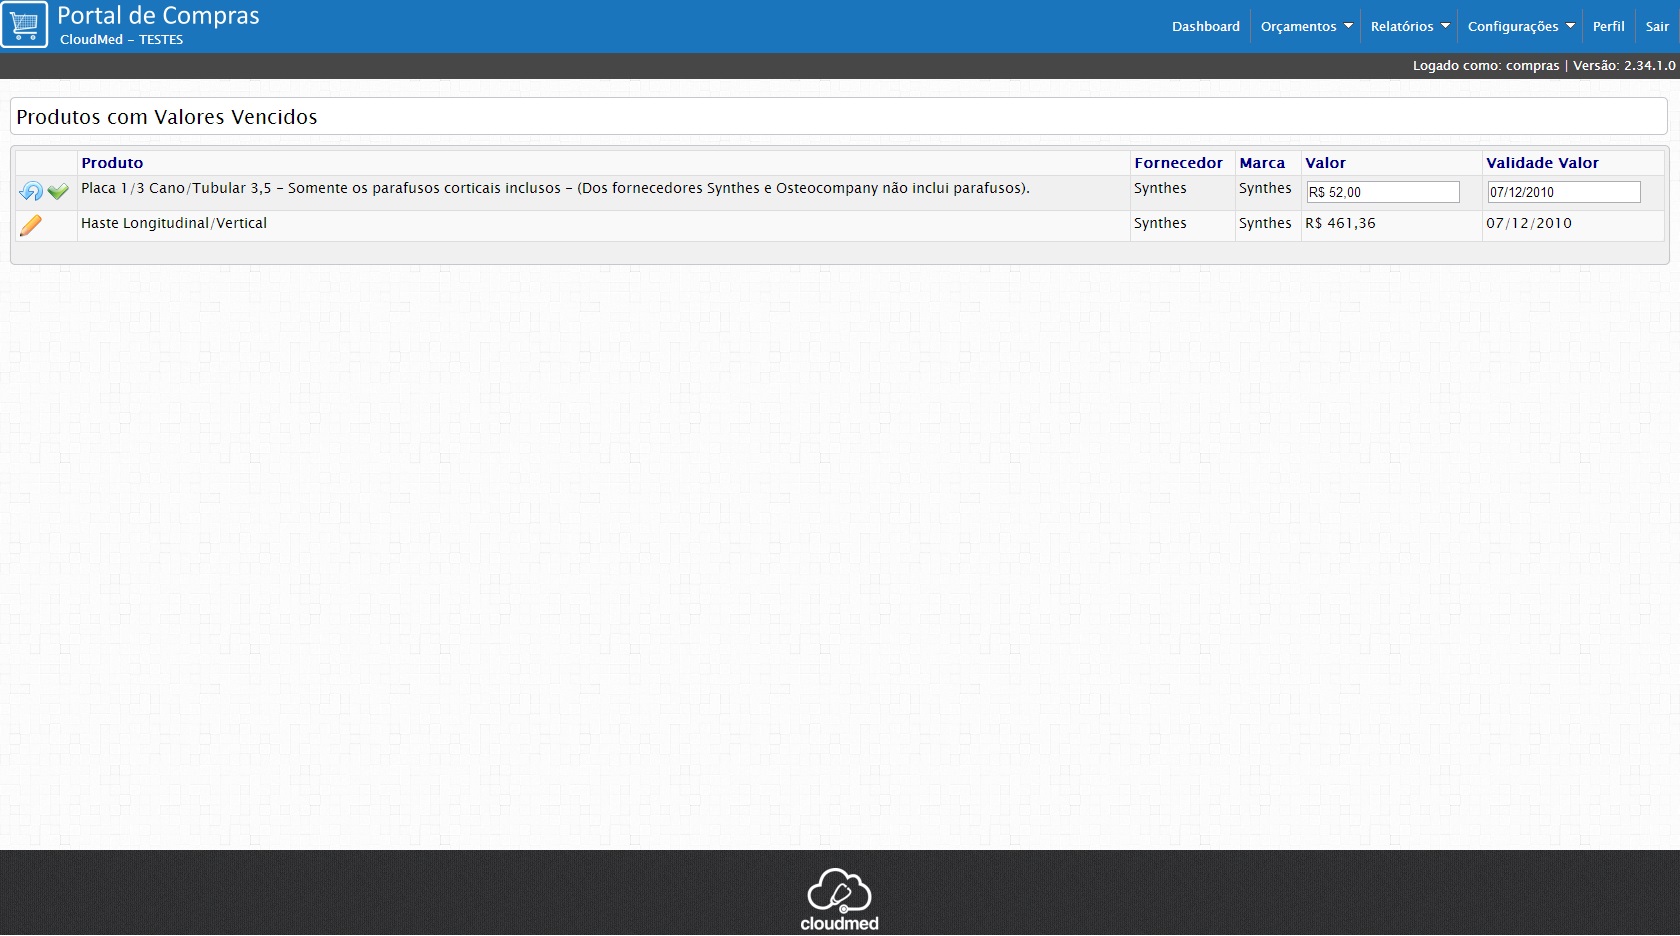 Portal de Compras
CloudMed - TESTES
Dashboard Orçamentos Relatórios Configurações Perfil Sair
Logado como: compras | Versão: 2.34.1.0
Produtos com Valores Vencidos
Produto Fornecedor Marca Valor Validade Valor
Placa 1/3 Cano/Tubular 3,5 - Somente os parafusos corticais inclusos - (Dos fornecedores Synthes e Osteocompany não inclui parafusos). Synthes Synthes R$ 52,00 07/12/2010
Haste Longitudinal/Vertical Synthes Synthes R$ 461,36 07/12/2010
cloudmed